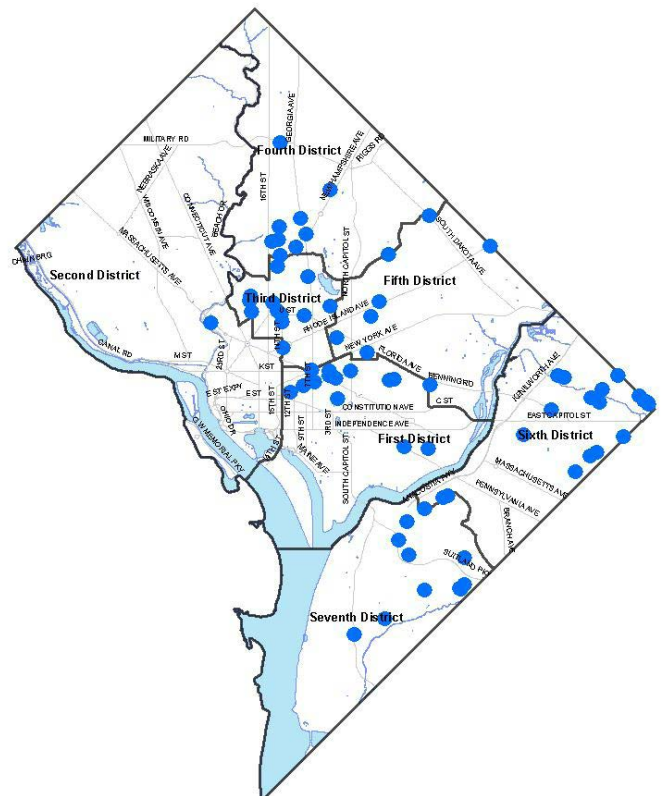 MILITARY RD
GEORGIA AVE
Fourth District
NEW HAMPSHIRE AVE
RIGGS RD
NEBRASKA AVE
16TH ST
WISCONSIN AVE
CONNECTICUT AVE
BEACH DR
MASSACHUSETTS AVE
NORTH CAPITOL ST
SOUTH DAKOTA AVE
CHAIN BRG
Second District
Fifth District
Third District
U ST
RHODE ISLAND AVE
14TH ST
NEW YORK AVE
CANAL RD
M ST
23RD ST
K ST
7TH ST
FLORIDA AVE
BENNING RD
KENILWORTH AVE
E ST EXPY
E ST
C ST
15TH ST
12TH ST
9TH ST
3RD ST
CONSTITUTION AVE
EAST CAPITOL ST
OHIO DR
INDEPENDENCE AVE
First District
Sixth District
G W MEMORIAL PKY
14TH ST
MAINE AVE
SOUTH CAPITOL ST
MASSACHUSETTS AVE
PENNSYLVANIA AVE
BRANCH AVE
SUITLAND PKY
Seventh District